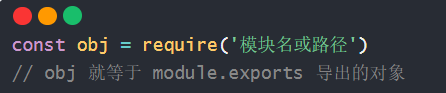 const obj = require('模块名或路径')
// obj 就等于 module.exports 导出的对象